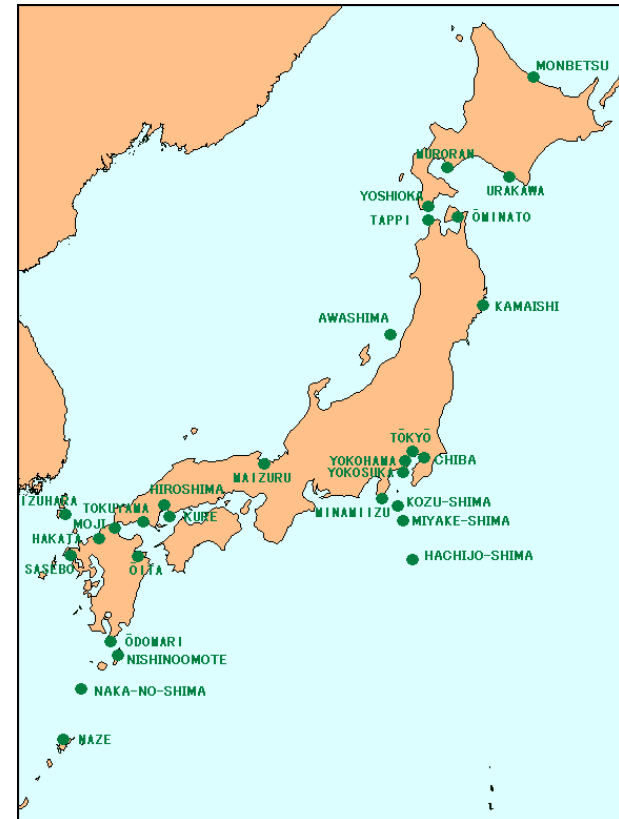 MONBETSU
MURORAN
URAKAWA
YOSHIOKA
TAPPI
ŌMINATO
KAMAISHI
AWASHIMA
TŌKYŌ
YOKOHAMA
CHIBA
YOKOSUKA
MAIZURU
HIROSHIMA
IZUHARA
TOKUYAMA
KURE
MINAMIIZU
KOZU-SHIMA
MOJI
MIYAKE-SHIMA
HAKATA
HACHIJO-SHIMA
SASEBO
ŌITA
ŌDOMARI
NISHINOOMOTE
NAKA-NO-SHIMA
NAZE